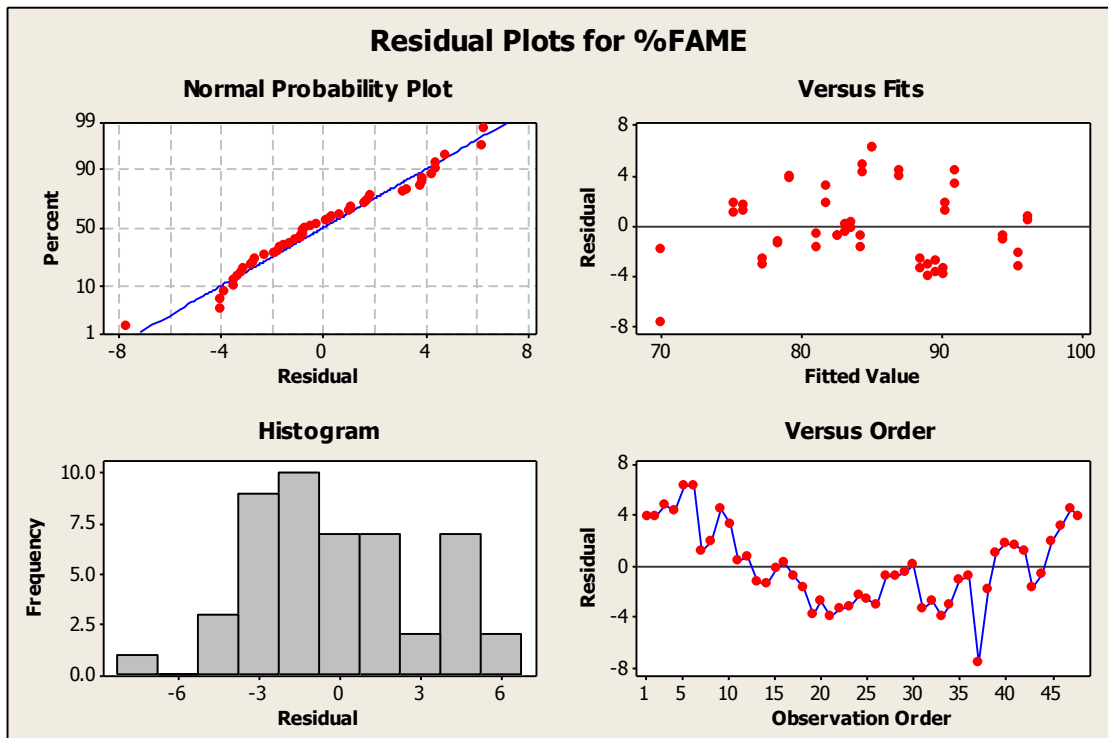 Residual Plots for %FAME
Normal Probability Plot
99
90
50
10
1
Percent
-8 -4 0 4 8
Residual
Versus Fits
8
4
0
-4
-8
Residual
70 80 90 100
Fitted Value
Histogram
10.0
7.5
5.0
2.5
0.0
Frequency
-6 -3 0 3 6
Residual
Versus Order
8
4
0
-4
-8
Residual
1 5 10 15 20 25 30 35 40 45
Observation Order